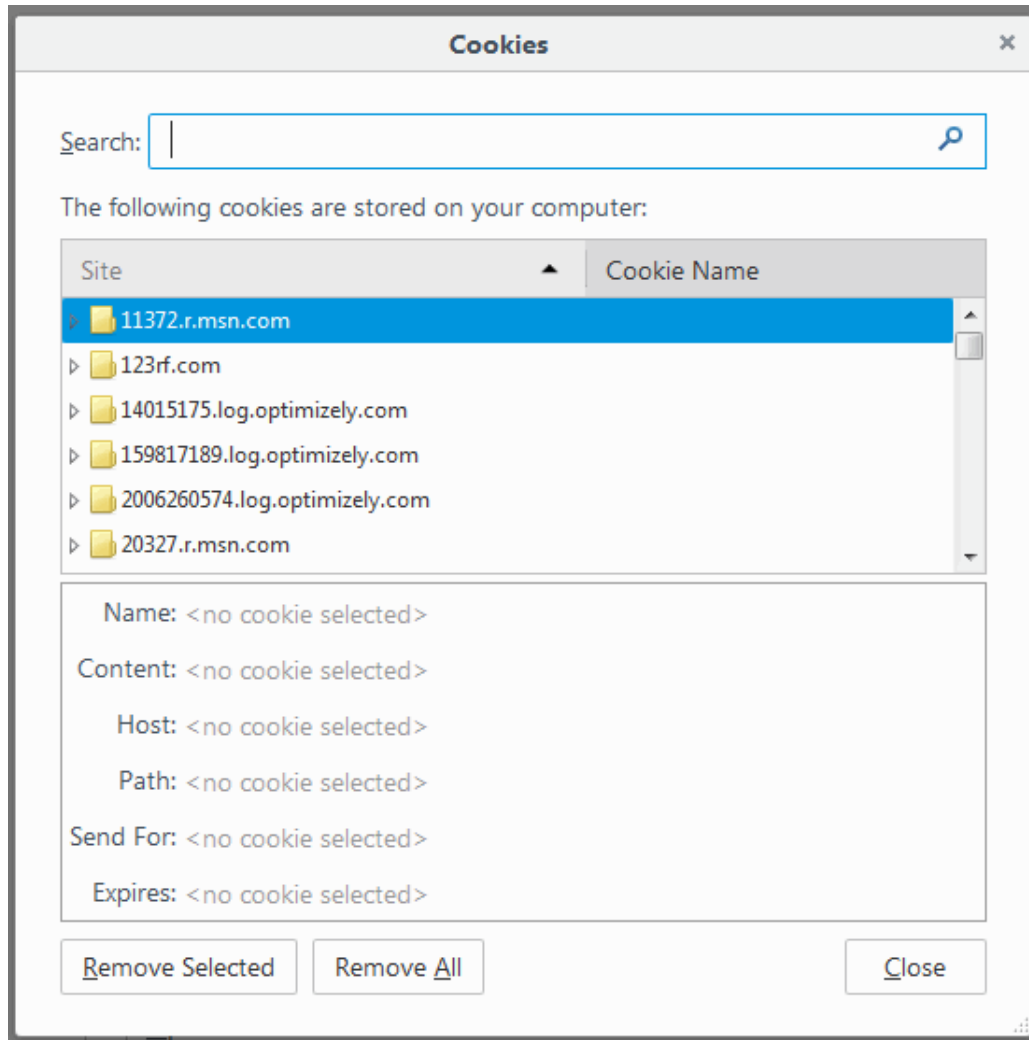 Cookies
Search:
The following cookies are stored on your computer:
Site Cookie Name
11372.r.msn.com
123rf.com
14015175.log.optimizely.com
159817189.log.optimizely.com
2006260574.log.optimizely.com
20327.r.msn.com
Name: <no cookie selected>
Content: <no cookie selected>
Host: <no cookie selected>
Path: <no cookie selected>
Send For: <no cookie selected>
Expires: <no cookie selected>
Remove Selected Remove All Close